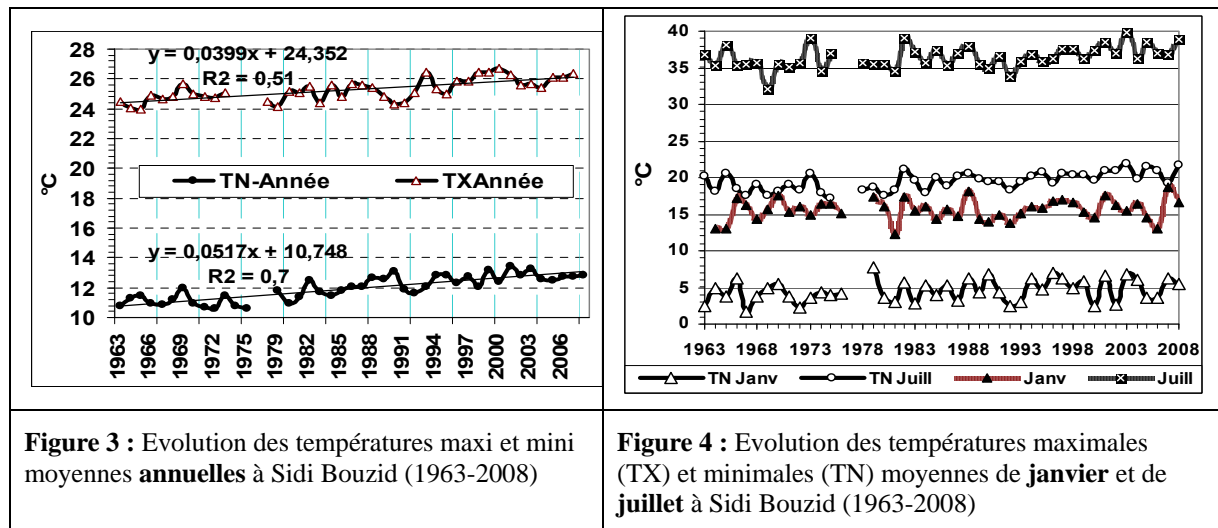 y = 0,0399x + 24,352
R2 = 0,51
28
26
24
22
20
18
16
14
12
10
°C
TN-Année
TXAnnée
y = 0,0517x + 10,748
R2 = 0,7
1963
1966
1969
1972
1975
1979
1982
1985
1988
1991
1994
1997
2000
2003
2006
40
35
30
25
20
15
10
5
0
°C
1963 1968 1973 1978 1983 1988 1993 1998 2003 2008
TN Janv TN Juill Janv Juill
Figure 3 : Evolution des températures maxi et mini
moyennes annuelles à Sidi Bouzid (1963-2008)
Figure 4 : Evolution des températures maximales
(TX) et minimales (TN) moyennes de janvier et de
juillet à Sidi Bouzid (1963-2008)